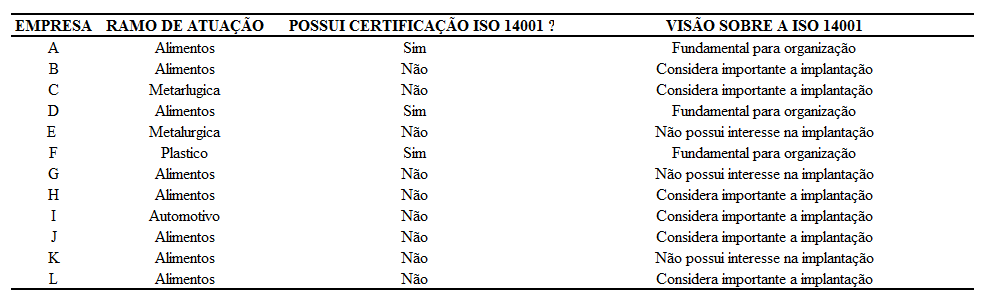 EMPRESA RAMO DE ATUAÇÃO POSSUI CERTIFICAÇÃO ISO 14001 ? VISÃO SOBRE A ISO 14001
A Alimentos Sim Fundamental para organização
B Alimentos Não Considera importante a implantação
C Metarlugica Não Considera importante a implantação
D Alimentos Sim Fundamental para organização
E Metalurgica Não Não possui interesse na implantação
F Plastico Sim Fundamental para organização
G Alimentos Não Não possui interesse na implantação
H Alimentos Não Considera importante a implantação
I Automotivo Não Considera importante a implantação
J Alimentos Não Considera importante a implantação
K Alimentos Não Não possui interesse na implantação
L Alimentos Não Considera importante a implantação